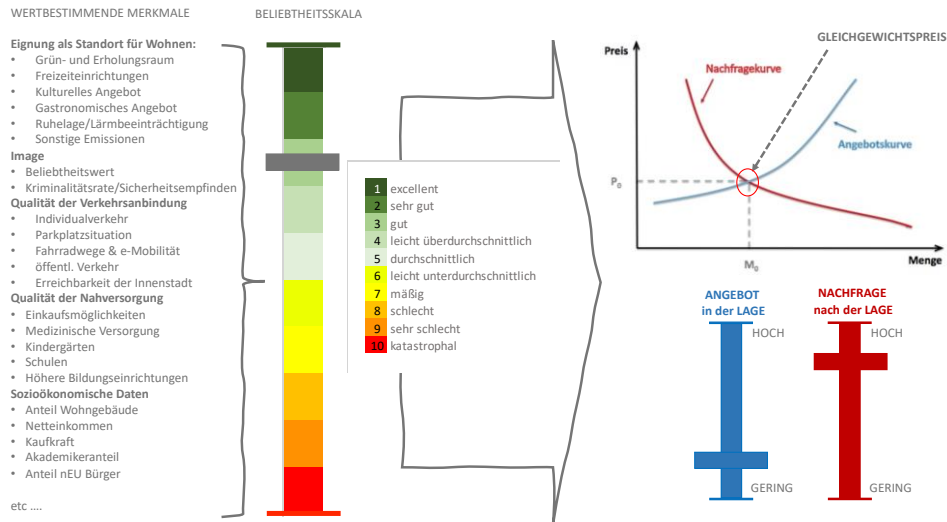 WERTBESTIMMENDE MERKMALE
Eignung als Standort für Wohnen:
• Grün- und Erholungsraum
• Freizeiteinrichtungen
• Kulturelles Angebot
• Gastronomisches Angebot
• Ruhelage/Lärmbeeinträchtigung
• Sonstige Emissionen
Image
• Beliebtheitswert
• Kriminalitätsrate/Sicherheitsempfinden
Qualität der Verkehrsanbindung
• Individualverkehr
• Parkplatzsituation
• Fahrradwege & e-Mobilität
• öffentl. Verkehr
• Erreichbarkeit der Innenstadt
Qualität der Nahversorgung
• Einkaufsmöglichkeiten
• Medizinische Versorgung
• Kindergärten
• Schulen
• Höhere Bildungseinrichtungen
Sozioökonomische Daten
• Anteil Wohngebäude
• Netteinkommen
• Kaufkraft
• Akademikeranteil
• Anteil nEU Bürger
etc ....
BELIEBTHEITSSKALA
1 excellent
2 sehr gut
3 gut
4 leicht überdurchschnittlich
5 durchschnittlich
6 leicht unterdurchschnittlich
7 mäßig
8 schlecht
9 sehr schlecht
10 katastrophal
GLEICHGEWICHTSPREIS
Preis
Nachfragekurve
Angebotskurve
P0
M0
Menge
ANGEBOT
in der LAGE
HOCH
GERING
NACHFRAGE
nach der LAGE
HOCH
GERING